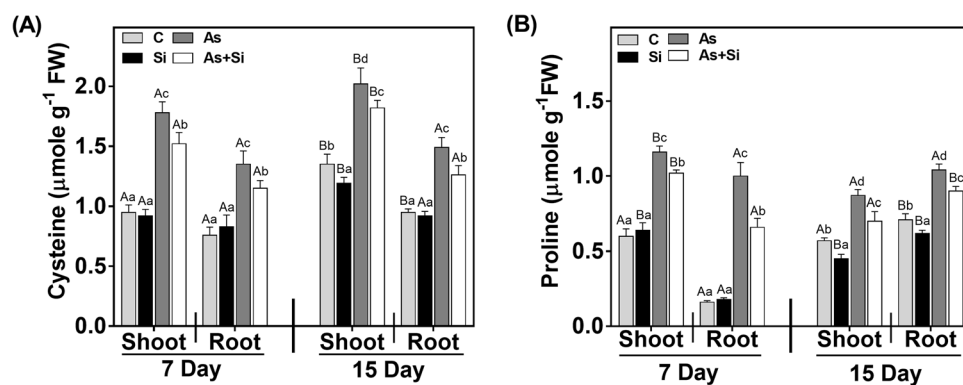 (A)
C As
Si As+Si
Cysteine (μmole g-1 FW)
2.0
1.5
1.0
0.5
0.0
Aa Aa Ac Ab Aa Aa Ac Ab Bb Ba Bd Bc Ba Aa Ac Ab
Shoot Root Shoot Root
7 Day 15 Day
(B)
C As
Si As+Si
Proline (μmole g-1FW)
1.5
1.0
0.5
0.0
Aa Ba Bc Bb Aa Aa Ac Ab Ab Ba Ad Ac Bb Ba Ad Bc
Shoot Root Shoot Root
7 Day 15 Day